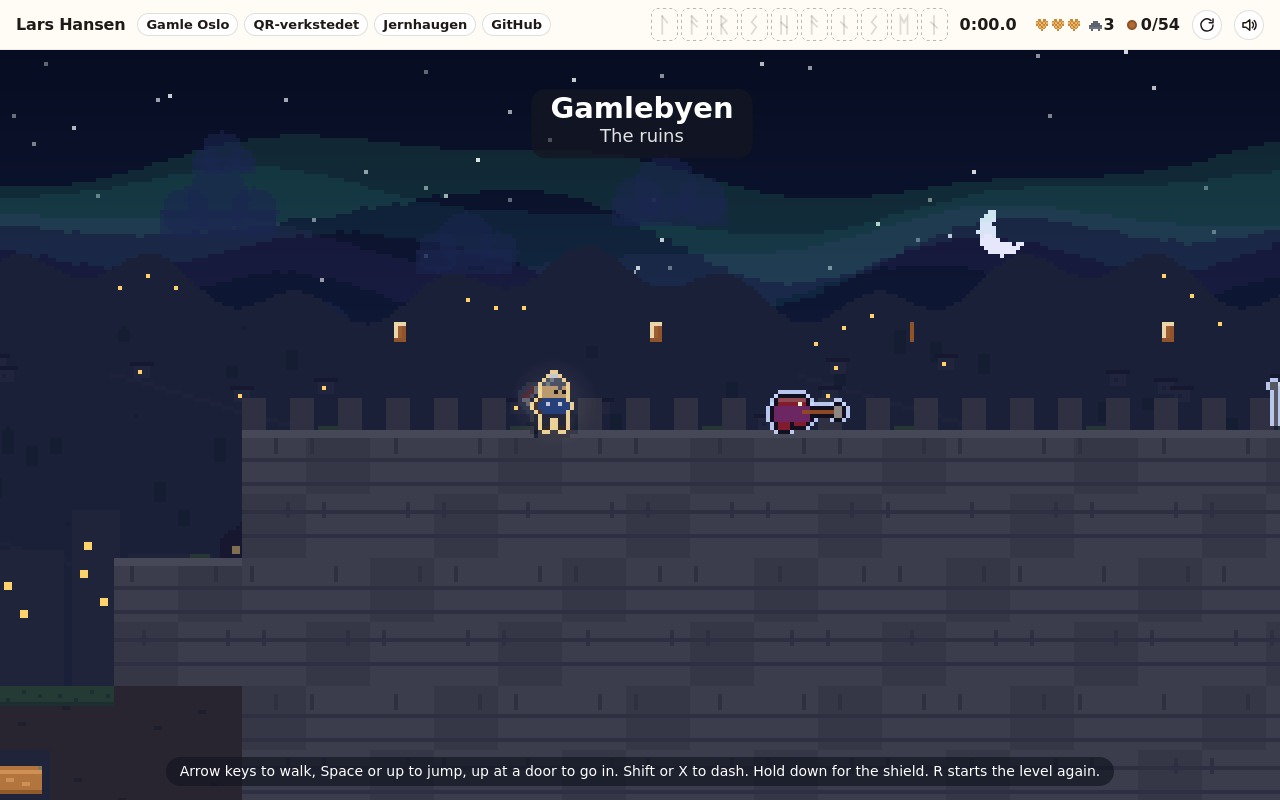 Lars Hansen Gamle Oslo QR-verkstedet Jernhaugen GitHub ᛚᚨᚱᛊᚺᚨᚾᛊᛖᚾ 0:00.0 3 0/54
Gamlebyen
The ruins
Arrow keys to walk, Space or up to jump, up at a door to go in. Shift or X to dash. Hold down for the shield. R starts the level again.